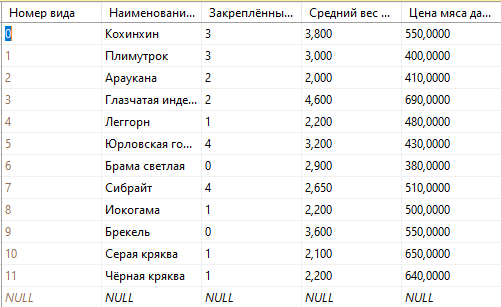 Номер вида Наименовани... Закреплённы... Средний вес ... Цена мяса да...
0 Кохинхин 3 3,800 550,0000
1 Плимутрок 3 3,000 400,0000
2 Араукана 2 2,000 410,0000
3 Глазчатая инде... 2 4,600 690,0000
4 Леггорн 1 2,200 480,0000
5 Юрловская го... 4 3,200 430,0000
6 Брама светлая 0 2,900 380,0000
7 Сибрайт 4 2,650 510,0000
8 Иокогама 1 2,200 500,0000
9 Брекель 0 3,600 550,0000
10 Серая кряква 1 2,100 650,0000
11 Чёрная кряква 1 2,200 640,0000
NULL NULL NULL NULL NULL